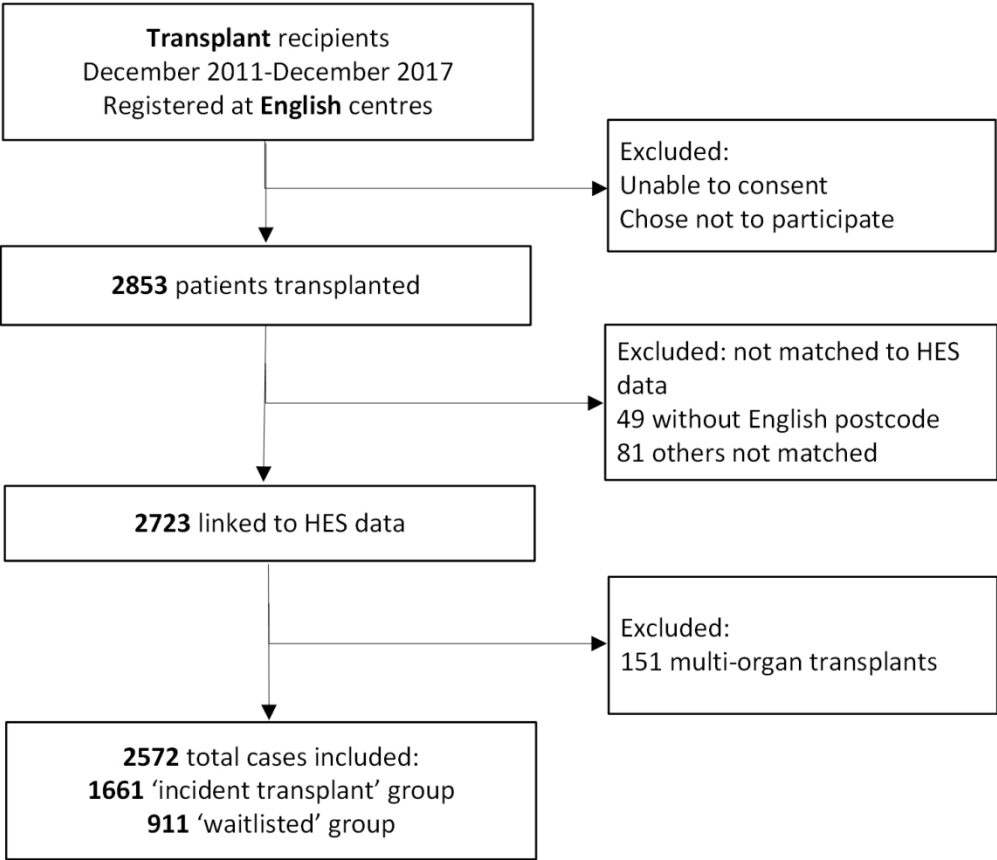 Transplant recipients
December 2011-December 2017
Registered at English centres
Excluded:
Unable to consent
Chose not to participate
2853 patients transplanted
Excluded: not matched to HES
data
49 without English postcode
81 others not matched
2723 linked to HES data
Excluded:
151 multi-organ transplants
2572 total cases included:
1661 ‘incident transplant’ group
911 ‘waitlisted’ group